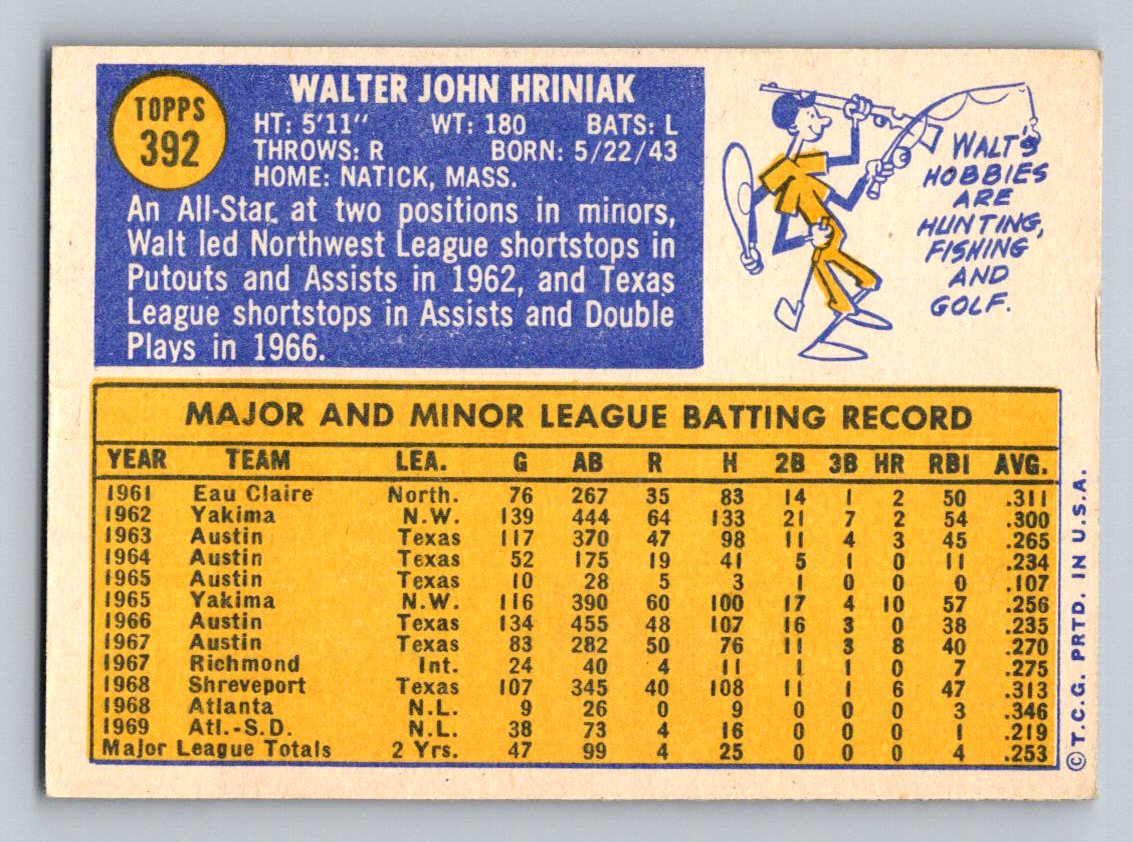 TOPPS
392
WALTER JOHN HRINIAK
HT: 5'11" WT: 180 BATS: L
THROWS: R BORN: 5/22/43
HOME: NATICK, MASS.
An All-Star at two positions in minors,
Walt led Northwest League shortstops in
Putouts and Assists in 1962, and Texas
League shortstops in Assists and Double
Plays in 1966.
WALT'S
HOBBIES
ARE
HUNTING,
FISHING
AND
GOLF.
MAJOR AND MINOR LEAGUE BATTING RECORD
YEAR TEAM LEA. G AB R H 2B 3B HR RBI AVG.
1961 Eau Claire North. 76 267 35 83 14 1 2 50 .311
1962 Yakima N.W. 139 444 64 133 21 7 2 54 .300
1963 Austin Texas 117 370 47 98 11 4 3 45 .265
1964 Austin Texas 52 175 19 41 5 1 0 11 .234
1965 Austin Texas 10 28 5 3 1 0 0 0 .107
1965 Yakima N.W. 116 390 60 100 17 4 10 57 .256
1966 Austin Texas 134 455 48 107 16 3 0 38 .235
1967 Austin Texas 83 282 50 76 11 3 8 40 .270
1967 Richmond Int. 24 40 4 11 1 1 0 7 .275
1968 Shreveport Texas 107 345 40 108 11 1 6 47 .313
1968 Atlanta N.L. 9 26 0 9 0 0 0 3 .346
1969 Atl.-S.D. N.L. 38 73 4 16 0 0 0 1 .219
Major League Totals 2 Yrs. 47 99 4 25 0 0 0 4 .253
© T.C.G. PRTD. IN U.S.A.